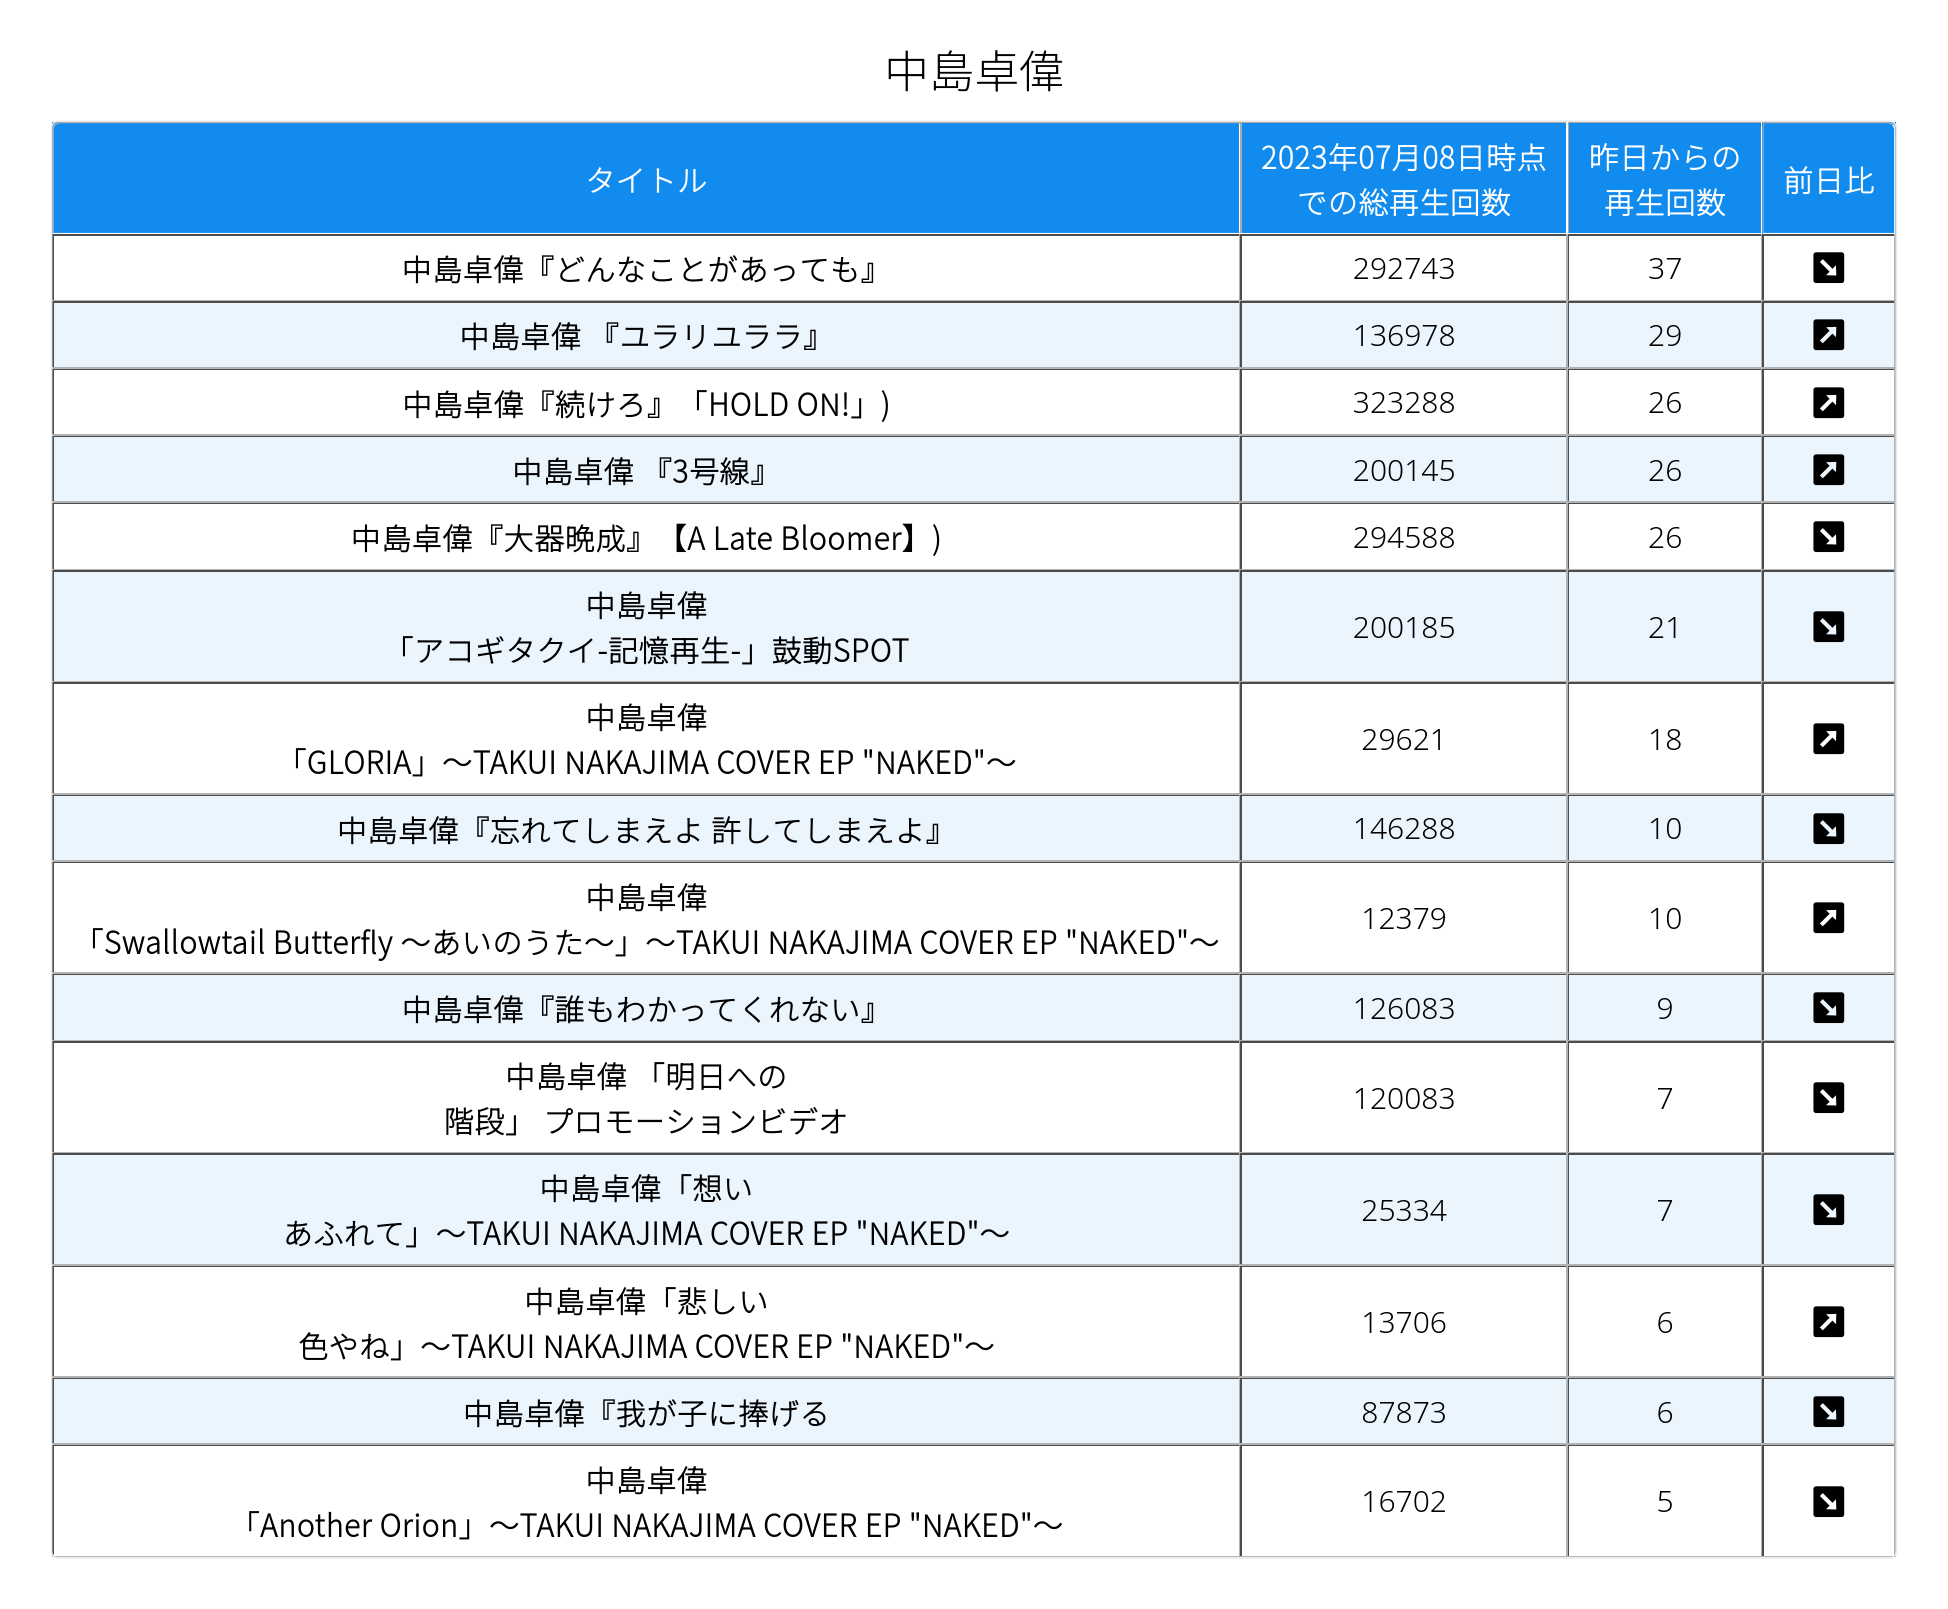 中島卓偉
タイトル
2023年07月08日時点
での総再生回数
昨日からの
再生回数
前日比
中島卓偉『どんなことがあっても』 292743 37
中島卓偉 『ユラリユララ』 136978 29
中島卓偉『続けろ』「HOLD ON!」) 323288 26
中島卓偉 『3号線』 200145 26
中島卓偉『大器晩成』【A Late Bloomer】) 294588 26
中島卓偉
「アコギタクイ-記憶再生-」鼓動SPOT 200185 21
中島卓偉
「GLORIA」～TAKUI NAKAJIMA COVER EP "NAKED"～ 29621 18
中島卓偉『忘れてしまえよ 許してしまえよ』 146288 10
中島卓偉
「Swallowtail Butterfly ～あいのうた～」～TAKUI NAKAJIMA COVER EP "NAKED"～ 12379 10
中島卓偉『誰もわかってくれない』 126083 9
中島卓偉 「明日への
階段」 プロモーションビデオ 120083 7
中島卓偉「想い
あふれて」～TAKUI NAKAJIMA COVER EP "NAKED"～ 25334 7
中島卓偉「悲しい
色やね」～TAKUI NAKAJIMA COVER EP "NAKED"～ 13706 6
中島卓偉『我が子に捧げる 87873 6
中島卓偉
「Another Orion」～TAKUI NAKAJIMA COVER EP "NAKED"～ 16702 5